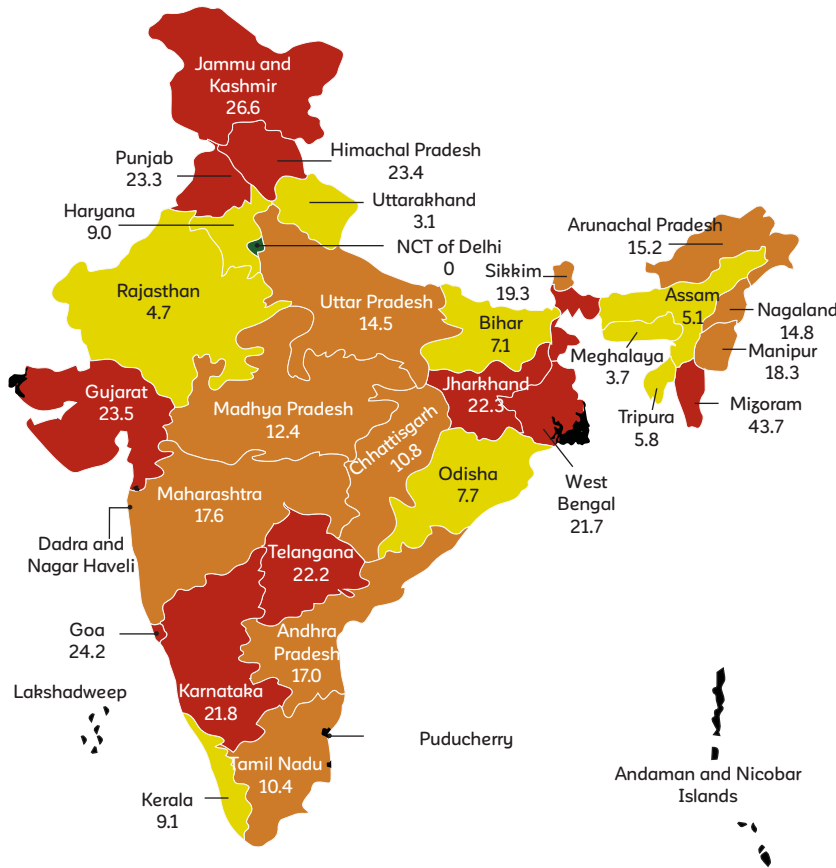 Jammu and
Kashmir
26.6
Himachal Pradesh
23.4
Punjab
23.3
Uttarakhand
3.1
Haryana
9.0
NCT of Delhi
0
Arunachal Pradesh
15.2
Sikkim
19.3
Rajasthan
4.7
Uttar Pradesh
14.5
Bihar
7.1
Assam
5.1
Nagaland
14.8
Meghalaya
3.7
Manipur
18.3
Gujarat
23.5
Madhya Pradesh
12.4
Jharkhand
22.3
Tripura
5.8
Mizoram
43.7
Chhattisgarh
10.8
West
Bengal
21.7
Odisha
7.7
Maharashtra
17.6
Dadra and
Nagar Haveli
Telangana
22.2
Goa
24.2
Andhra
Pradesh
17.0
Lakshadweep
Karnataka
21.8
Puducherry
Tamil Nadu
10.4
Andaman and Nicobar
Islands
Kerala
9.1